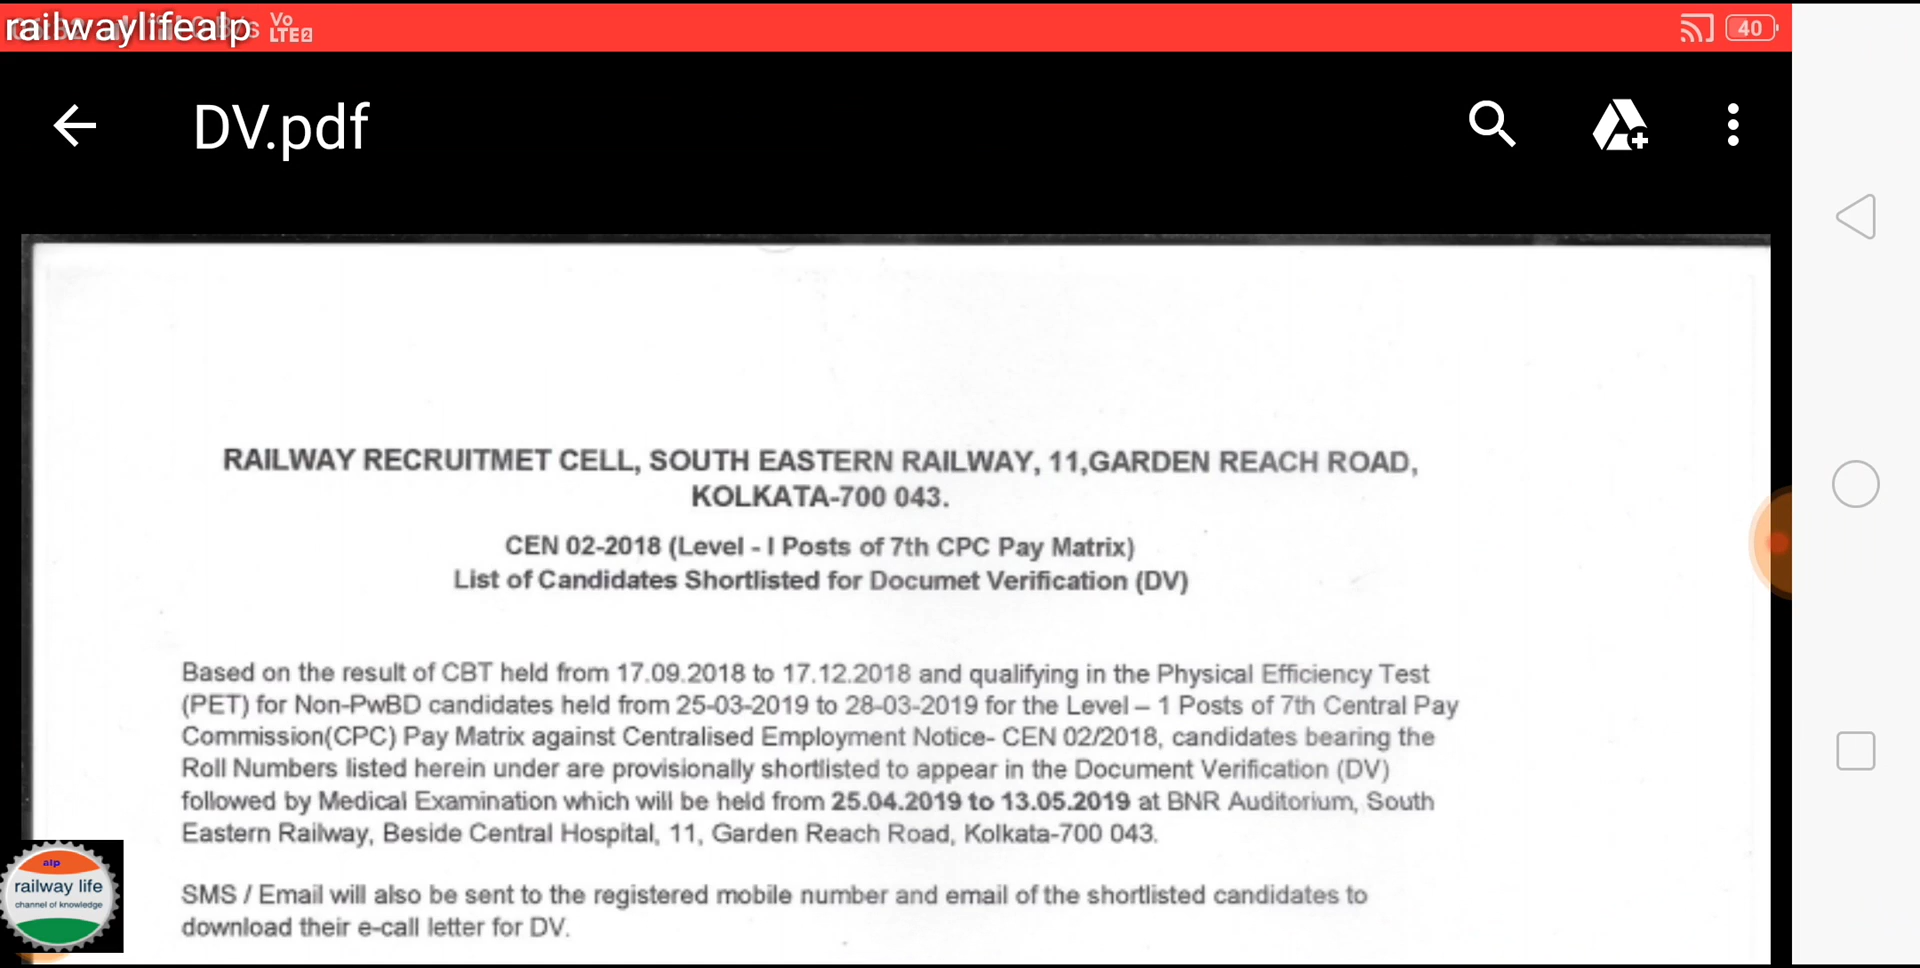 railwaylifealp
Vo
LTE2
40
DV.pdf
RAILWAY RECRUITMET CELL, SOUTH EASTERN RAILWAY, 11,GARDEN REACH ROAD,
KOLKATA-700 043.
CEN 02-2018 (Level - I Posts of 7th CPC Pay Matrix)
List of Candidates Shortlisted for Documet Verification (DV)
Based on the result of CBT held from 17.09.2018 to 17.12.2018 and qualifying in the Physical Efficiency Test
(PET) for Non-PwBD candidates held from 25-03-2019 to 28-03-2019 for the Level – 1 Posts of 7th Central Pay
Commission(CPC) Pay Matrix against Centralised Employment Notice- CEN 02/2018, candidates bearing the
Roll Numbers listed herein under are provisionally shortlisted to appear in the Document Verification (DV)
followed by Medical Examination which will be held from 25.04.2019 to 13.05.2019 at BNR Auditorium, South
Eastern Railway, Beside Central Hospital, 11, Garden Reach Road, Kolkata-700 043.
SMS / Email will also be sent to the registered mobile number and email of the shortlisted candidates to
download their e-call letter for DV.
alp
railway life
channel of knowledge